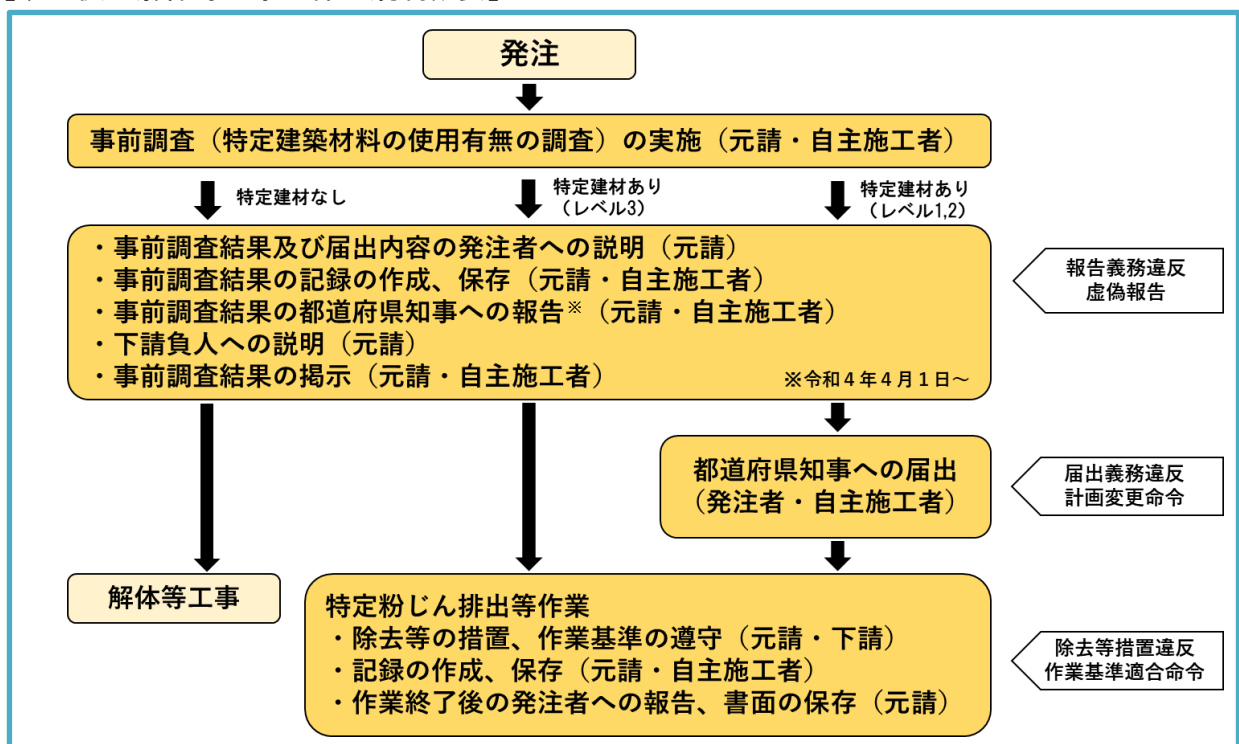 発注
事前調査（特定建築材料の使用有無の調査）の実施（元請・自主施工者）
特定建材なし
特定建材あり
（レベル3）
特定建材あり
（レベル1,2）
・事前調査結果及び届出内容の発注者への説明（元請）
・事前調査結果の記録の作成、保存（元請・自主施工者）
・事前調査結果の都道府県知事への報告※（元請・自主施工者）
・下請負人への説明（元請）
・事前調査結果の掲示（元請・自主施工者）
※令和４年４月１日～
報告義務違反
虚偽報告
都道府県知事への届出
（発注者・自主施工者）
届出義務違反
計画変更命令
解体等工事
特定粉じん排出等作業
・除去等の措置、作業基準の遵守（元請・下請）
・記録の作成、保存（元請・自主施工者）
・作業終了後の発注者への報告、書面の保存（元請）
除去等措置違反
作業基準適合命令